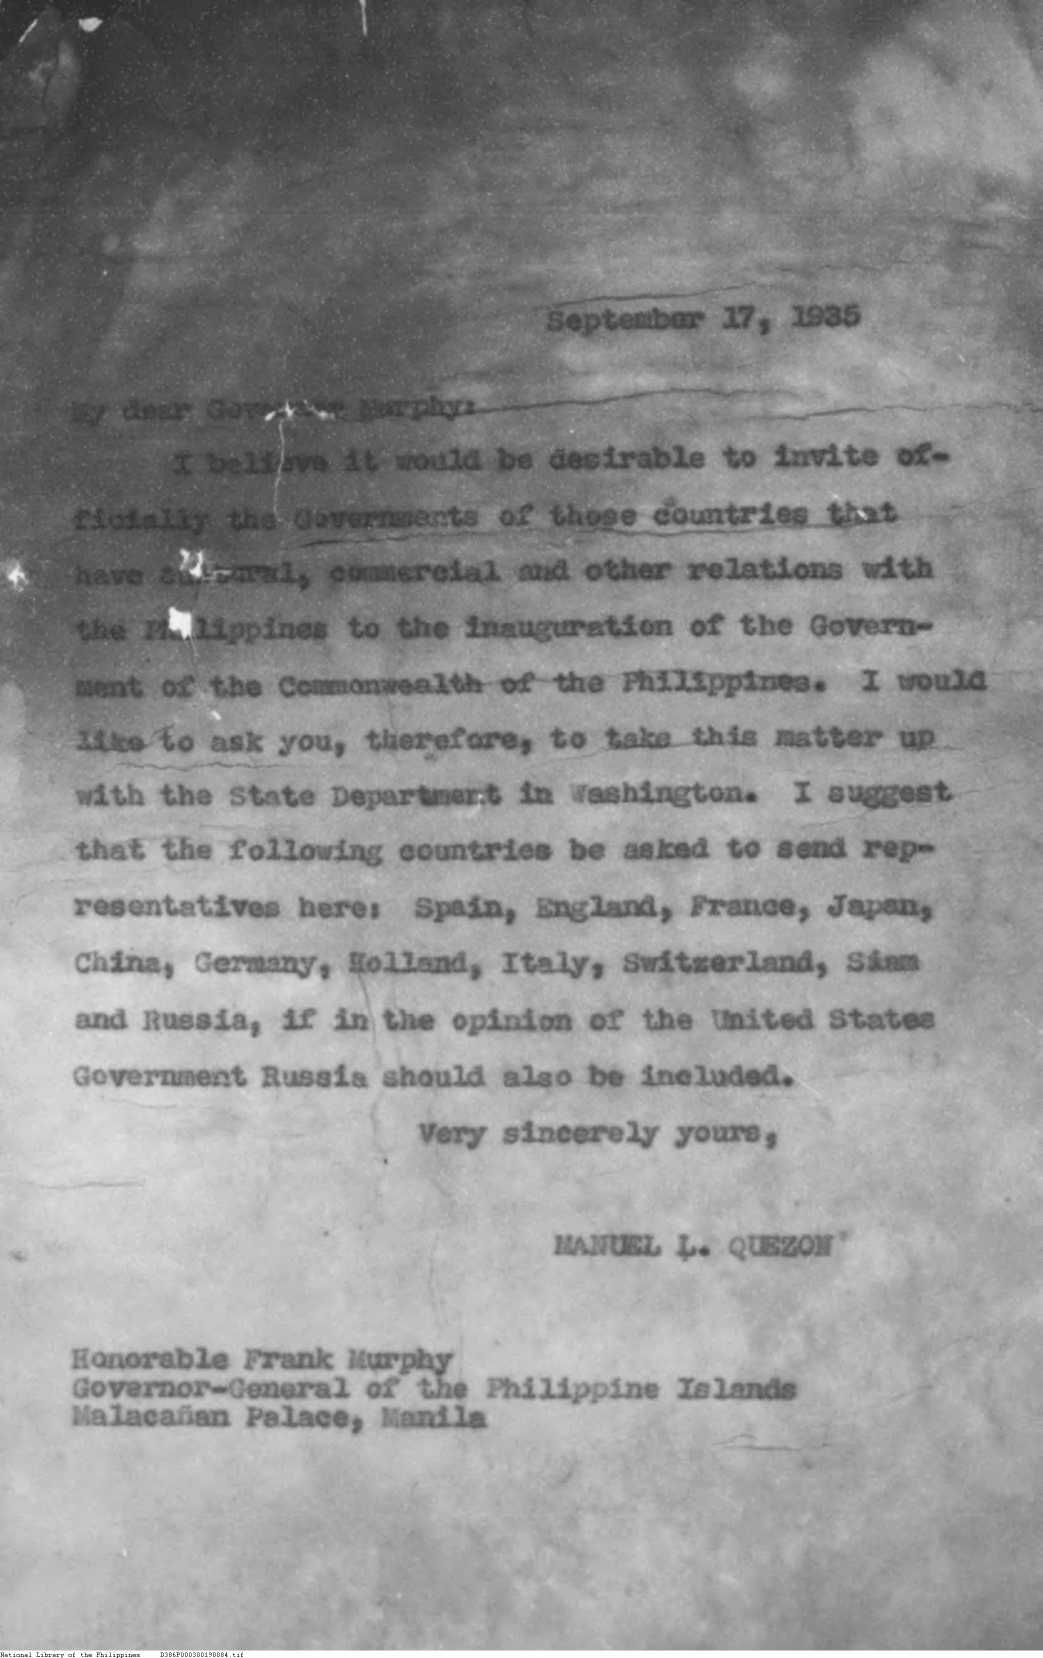 September 17, 1935
My dear Governor Murphy:
I believe it would be desirable to invite of-
ficially the Governments of those countries that
have cultural, commercial and other relations with
the Philippines to the inauguration of the Govern-
ment of the Commonwealth of the Philippines. I would
like to ask you, therefore, to take this matter up
with the State Department in Washington. I suggest
that the following countries be asked to send rep-
resentatives here: Spain, England, France, Japan,
China, Germany, Holland, Italy, Switzerland, Siam
and Russia, if in the opinion of the United States
Government Russia should also be included.
Very sincerely yours,
MANUEL L. QUEZON
Honorable Frank Murphy
Governor-General of the Philippine Islands
Malacañan Palace, Manila
National Library of the Philippines D386P000300190884.tif